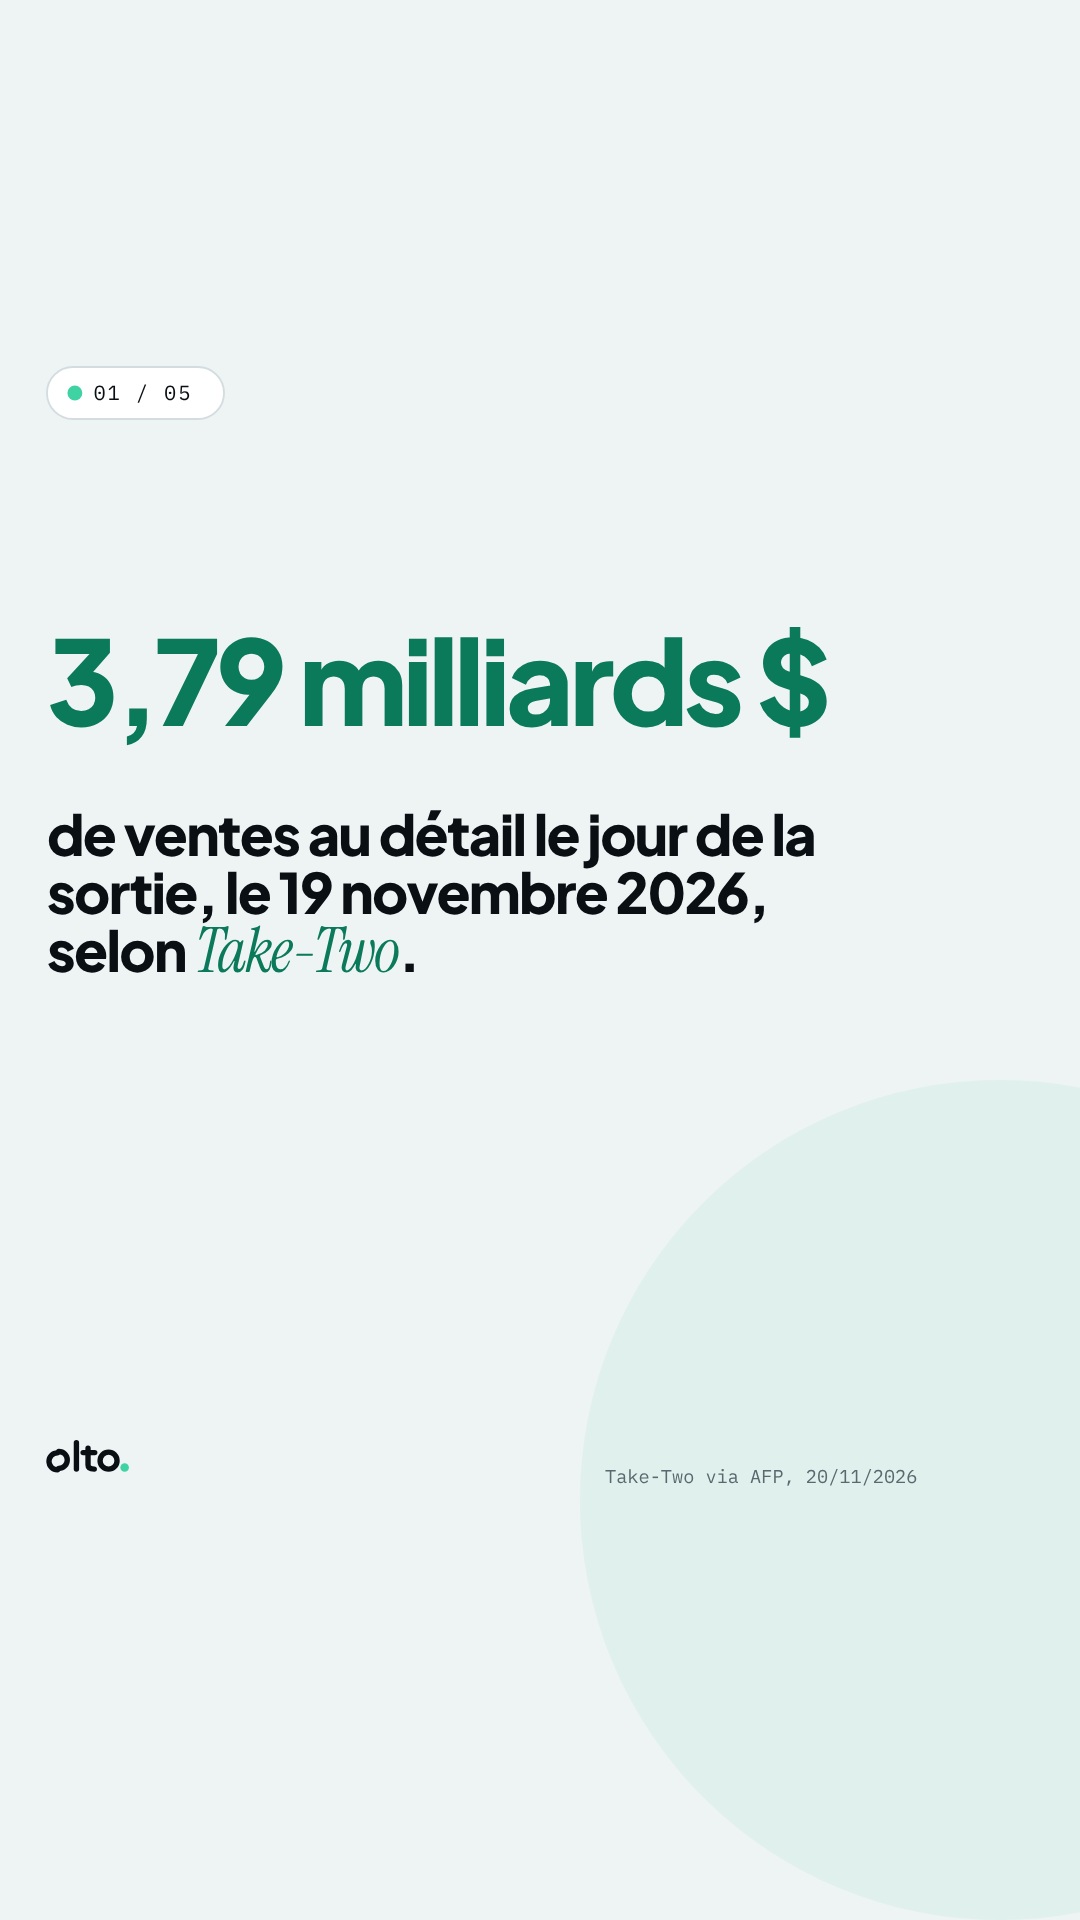 01 / 05
3,79 milliards $
de ventes au détail le jour de la
sortie, le 19 novembre 2026,
selon Take-Two.
olto.
Take-Two via AFP, 20/11/2026